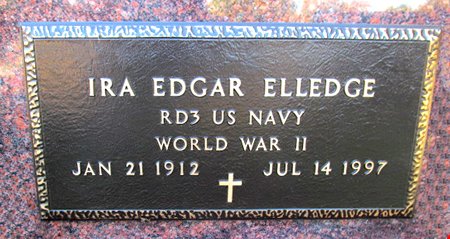 IRA EDGAR ELLEDGE
RD3 US NAVY
WORLD WAR II
JAN 21 1912 JUL 14 1997